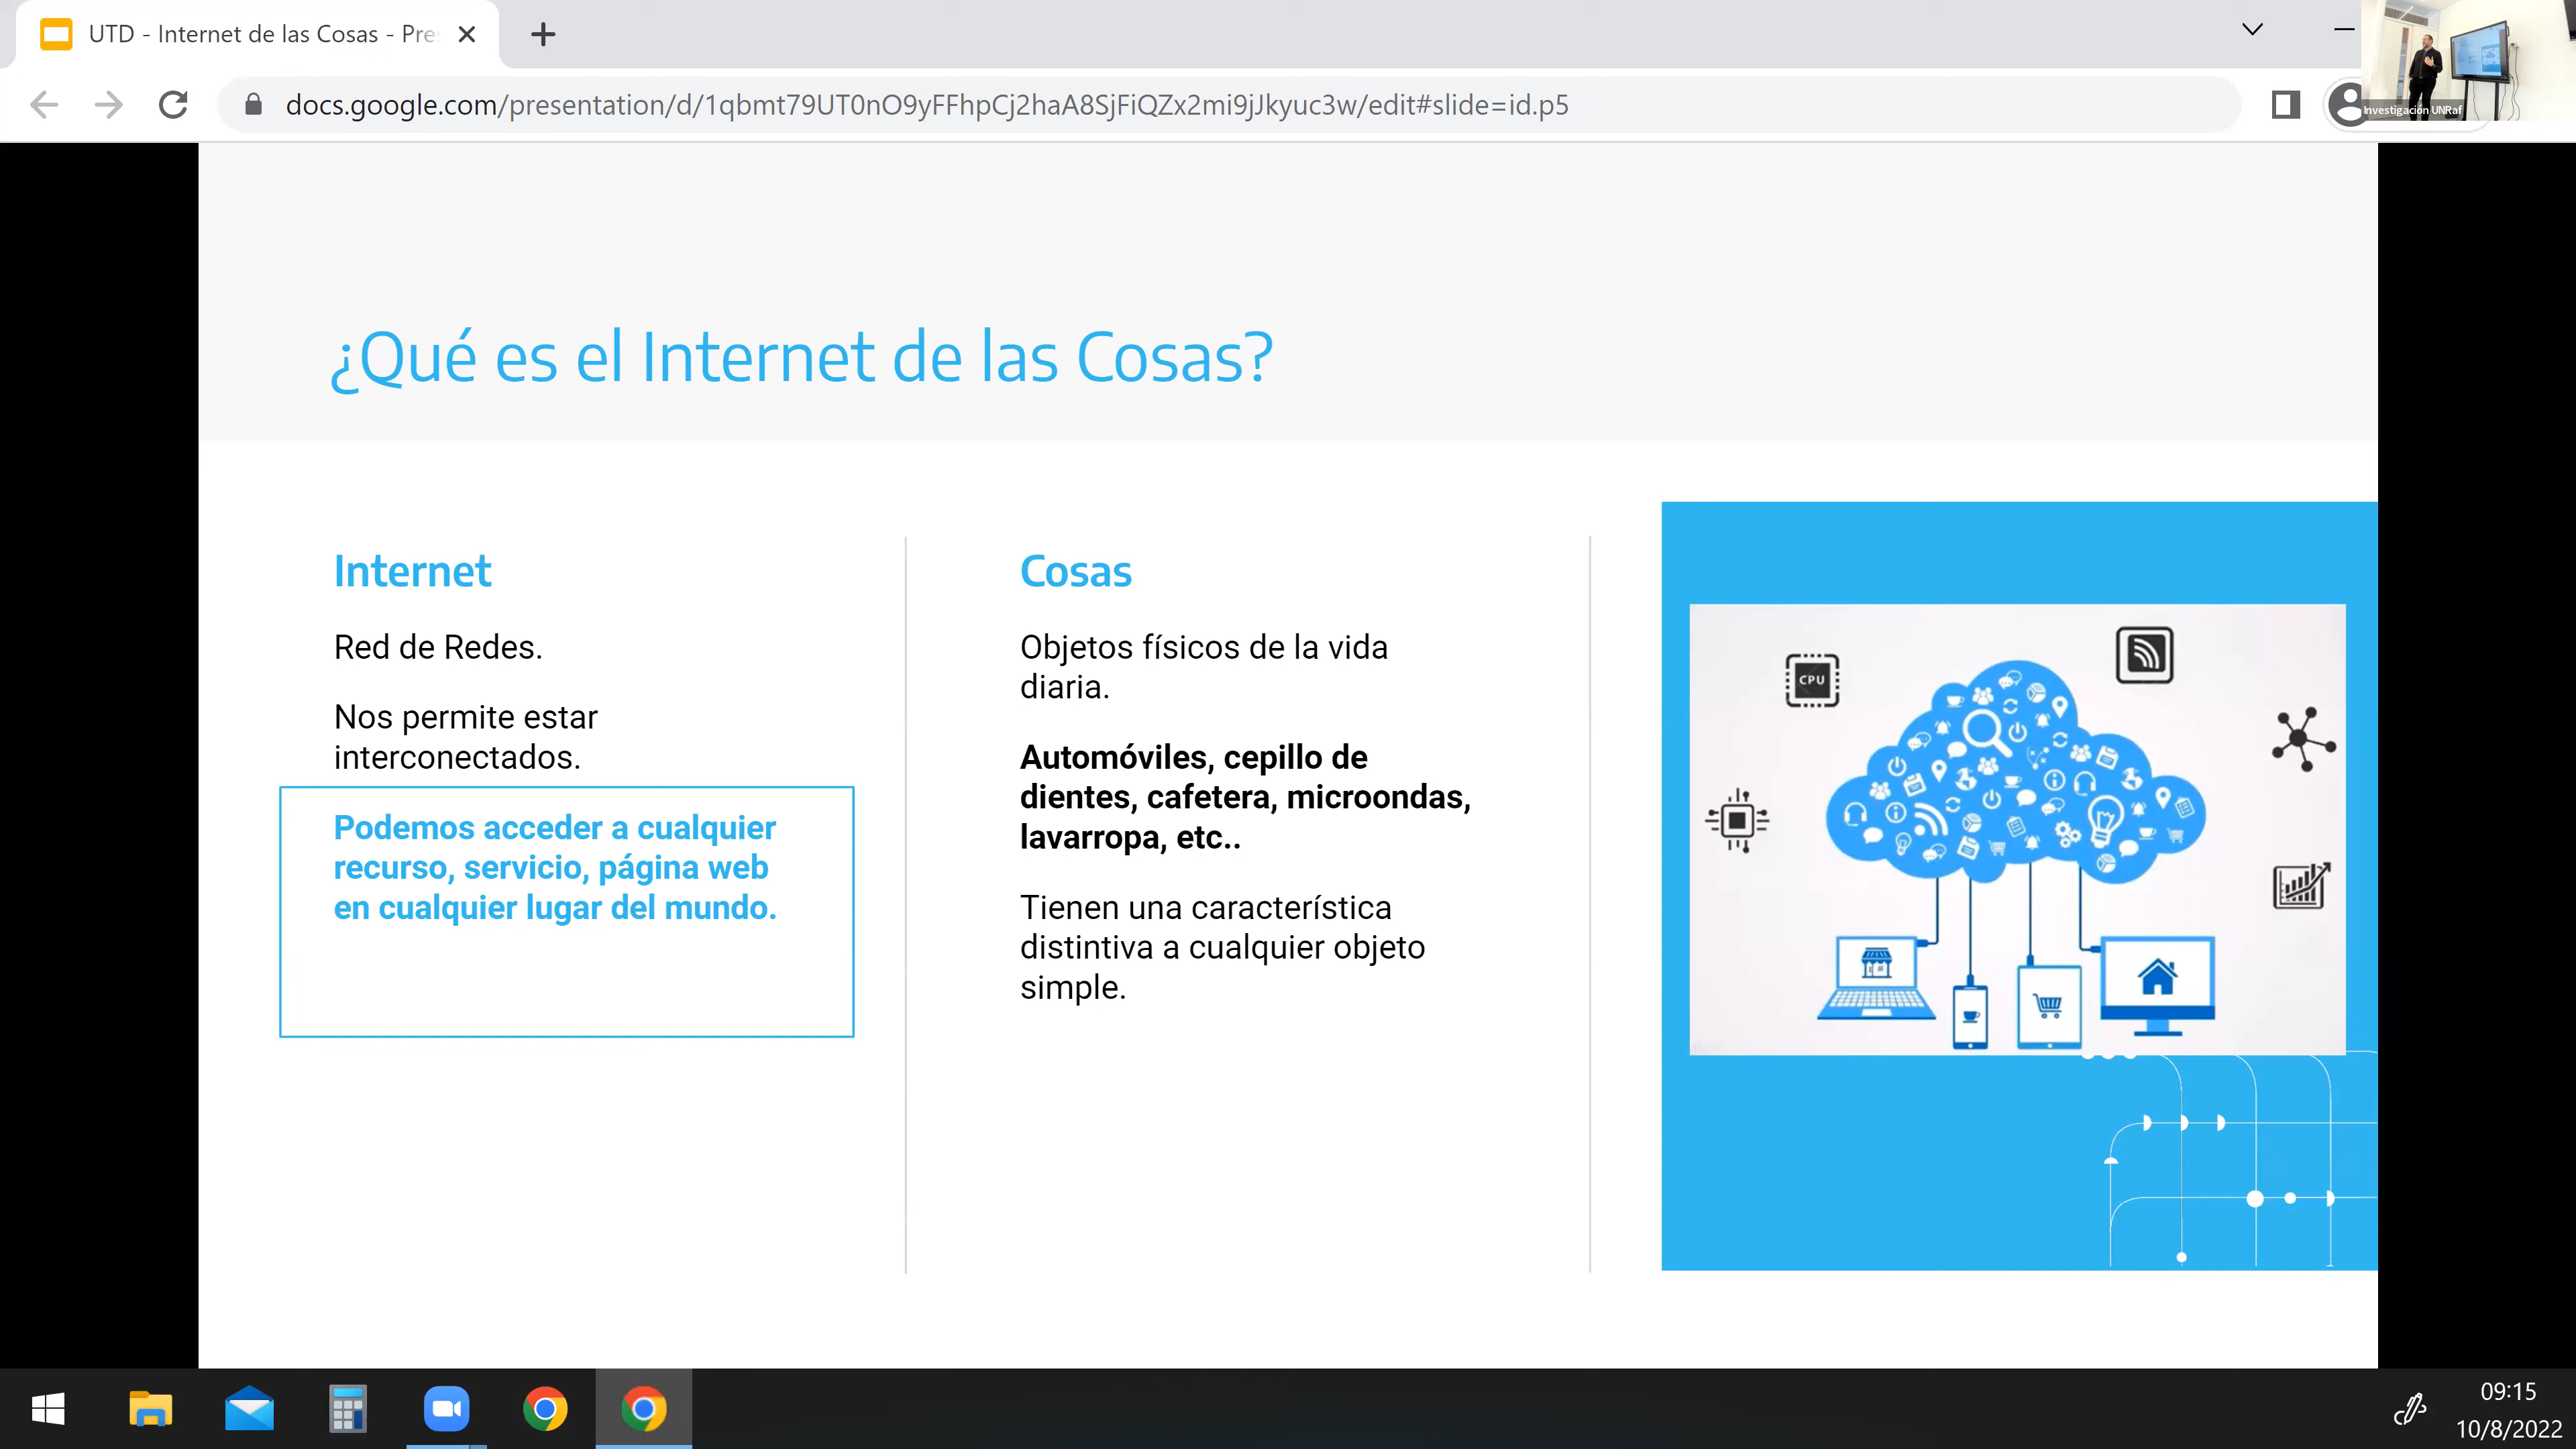 UTD - Internet de las Cosas - Pre
docs.google.com/presentation/d/1qbmt79UT0nO9yFFhpCj2haA8SjFiQZx2mi9jJkyuc3w/edit#slide=id.p5
Investigación UNRaf
¿Qué es el Internet de las Cosas?
Internet
Red de Redes.
Nos permite estar
interconectados.
Podemos acceder a cualquier
recurso, servicio, página web
en cualquier lugar del mundo.
Cosas
Objetos físicos de la vida
diaria.
Automóviles, cepillo de
dientes, cafetera, microondas,
lavarropa, etc..
Tienen una característica
distintiva a cualquier objeto
simple.
CPU
09:15
10/8/2022